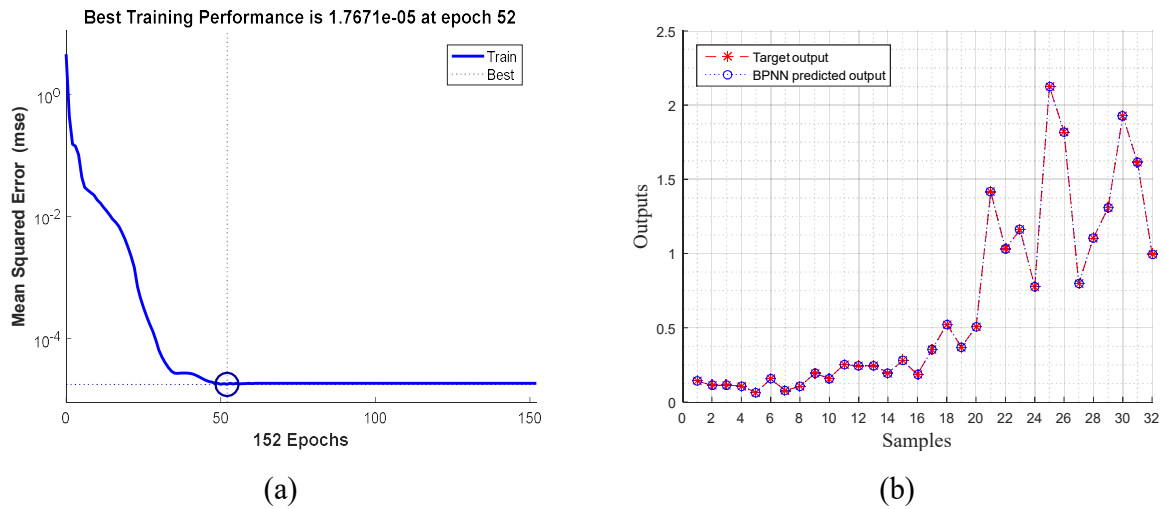 Best Training Performance is 1.7671e-05 at epoch 52
Train
Best
Mean Squared Error (mse)
10^0
10^-2
10^-4
0 50 100 150
152 Epochs
(a)
Target output
BPNN predicted output
Outputs
2.5
2
1.5
1
0.5
0
0 2 4 6 8 10 12 14 16 18 20 22 24 26 28 30 32
Samples
(b)